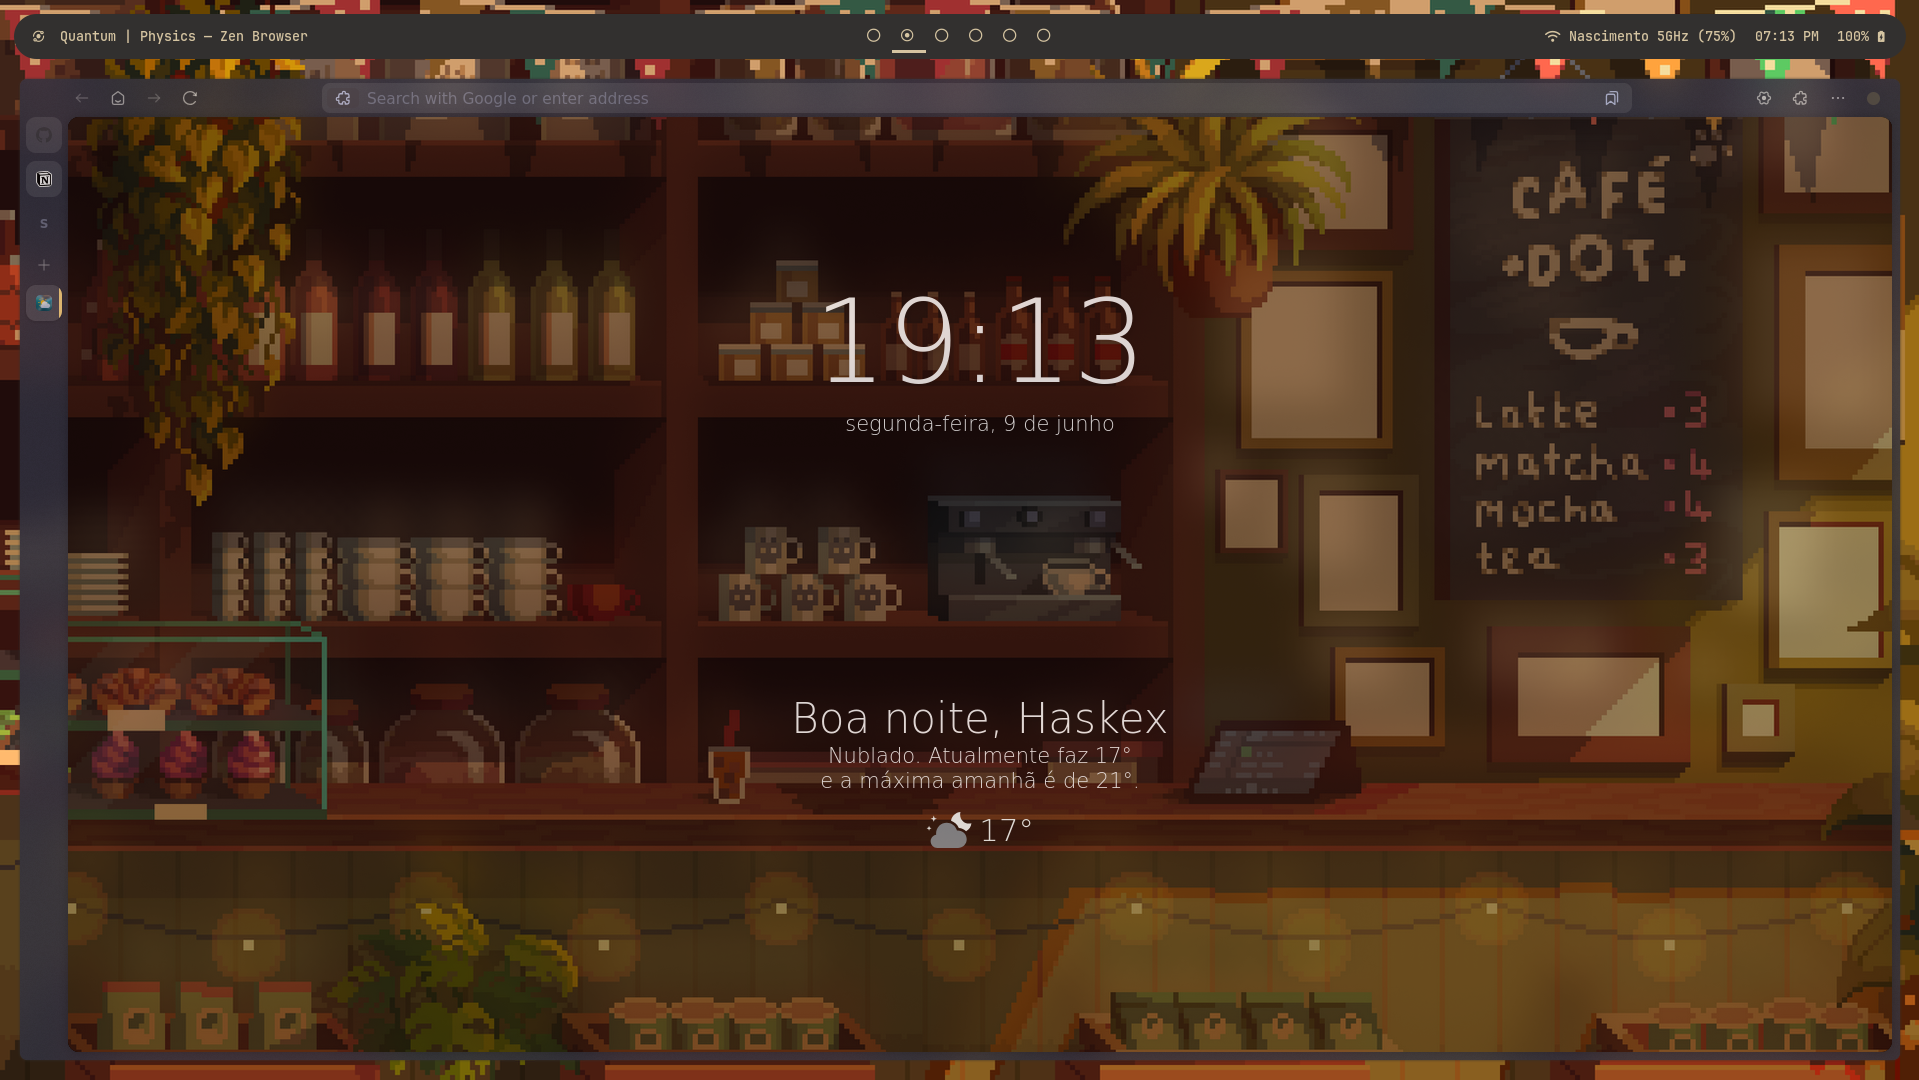 Quantum | Physics — Zen Browser
Nascimento 5GHz (75%) 07:13 PM 100%
Search with Google or enter address
S
CAFÉ
•DOT•
Latte •3
matcha •4
mocha •4
tea •3
19:13
segunda-feira, 9 de junho
Boa noite, Haskex
Nublado. Atualmente faz 17°
e a máxima amanhã é de 21°.
17°